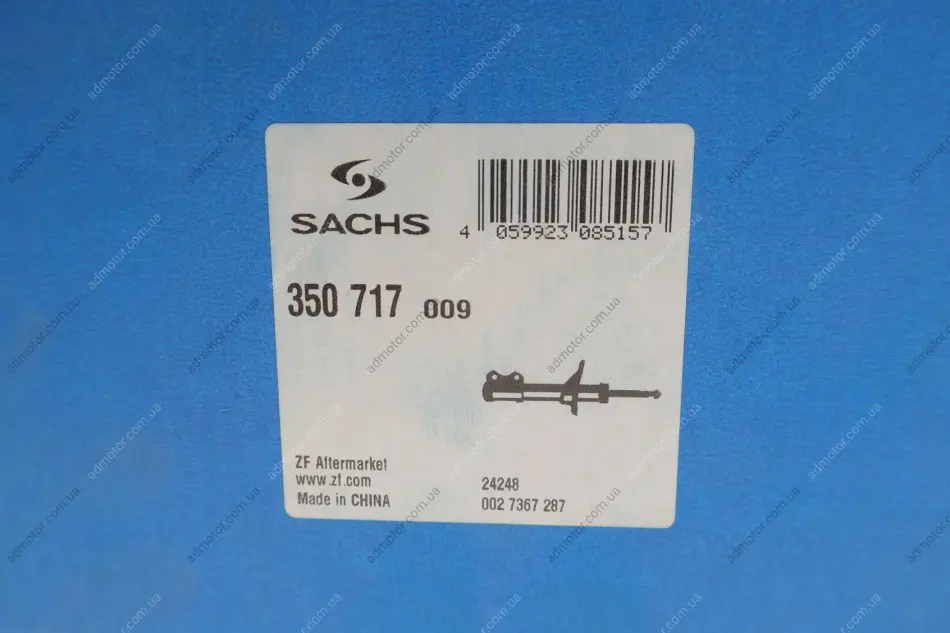 SACHS
4 059923 085157
350 717 009
ZF Aftermarket
www.zf.com
Made in CHINA
24248
002 7367 287
admotor.com.ua